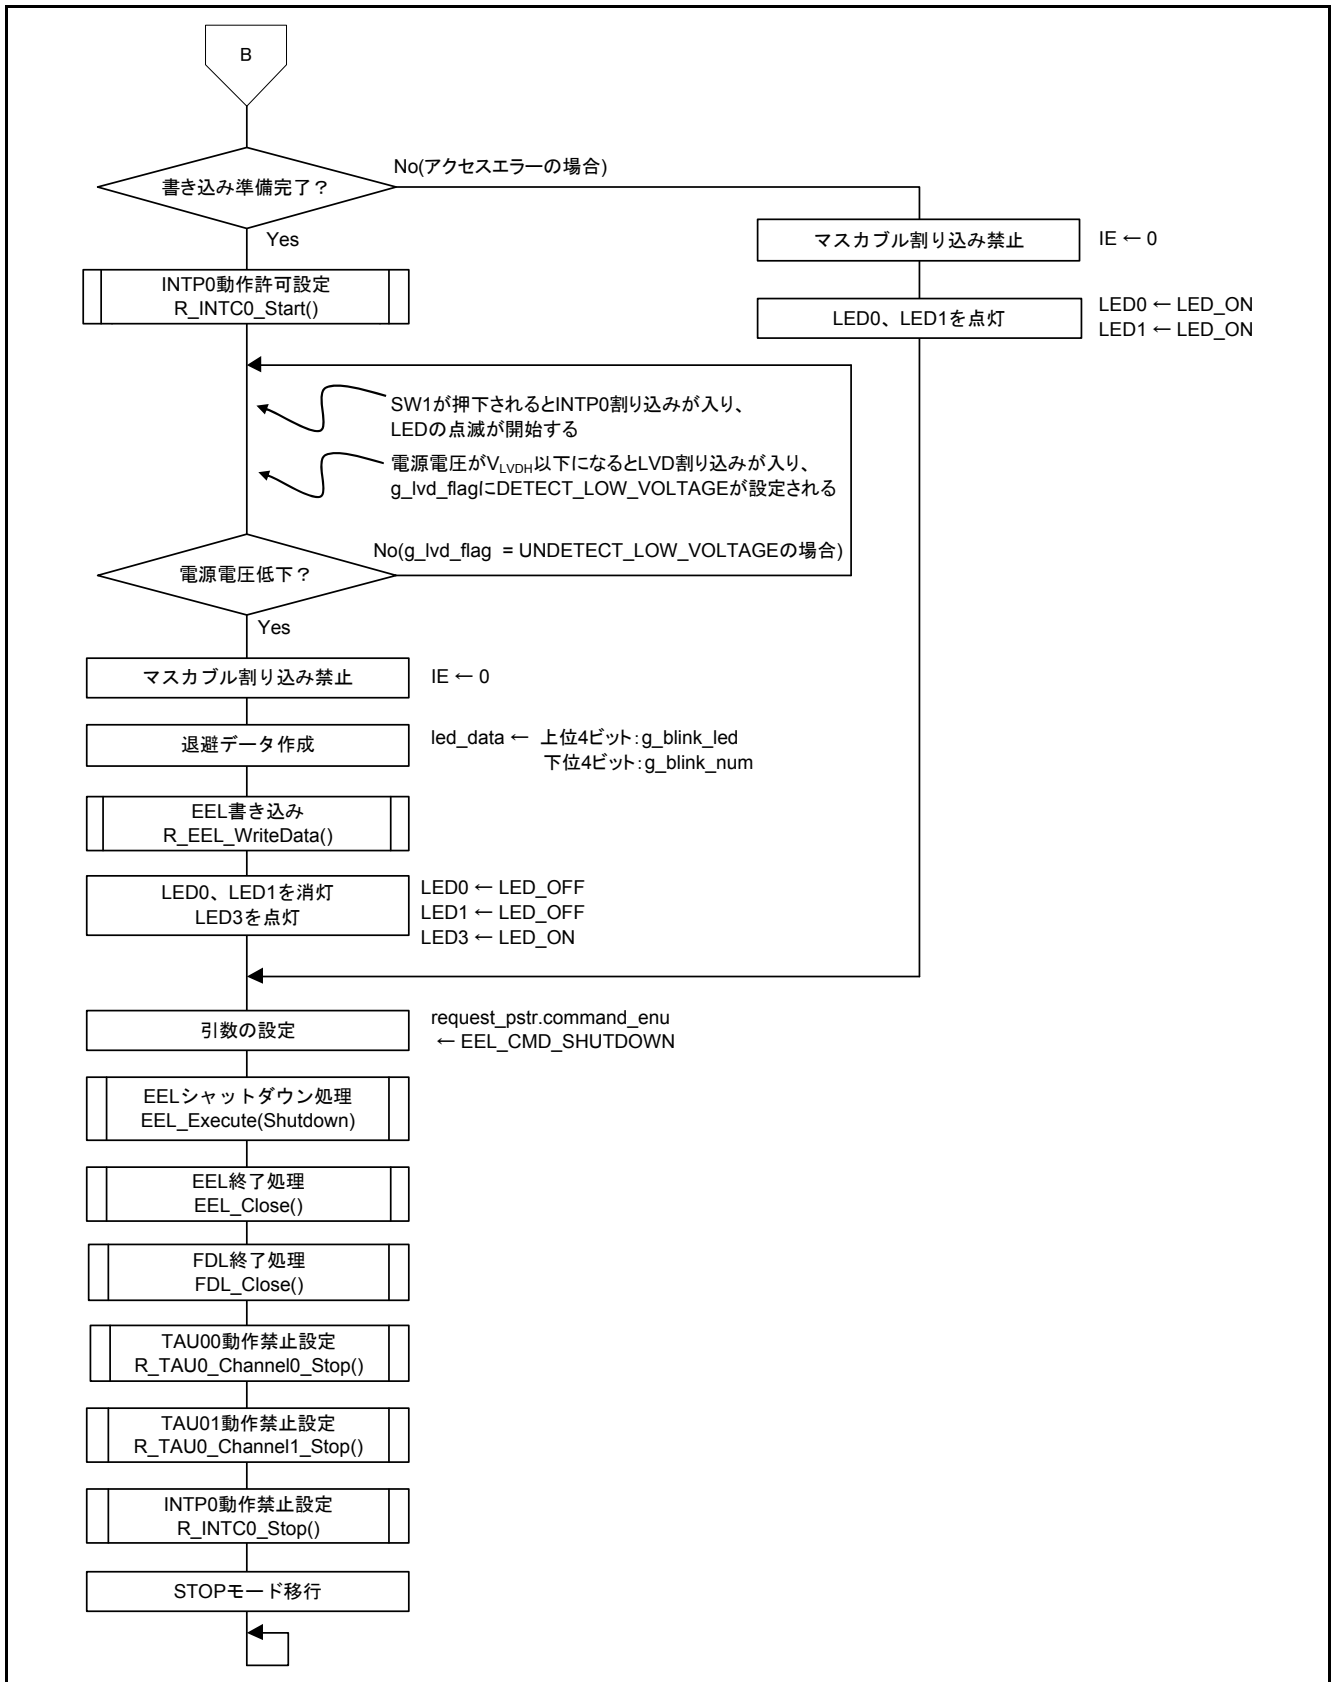 B
書き込み準備完了？
No(アクセスエラーの場合)
Yes
マスカブル割り込み禁止
IE ← 0
INTP0動作許可設定
R_INTC0_Start()
LED0、LED1を点灯
LED0 ← LED_ON
LED1 ← LED_ON
SW1が押下されるとINTP0割り込みが入り、
LEDの点滅が開始する
電源電圧がVLVDH以下になるとLVD割り込みが入り、
g_lvd_flagにDETECT_LOW_VOLTAGEが設定される
No(g_lvd_flag = UNDETECT_LOW_VOLTAGEの場合)
電源電圧低下？
Yes
マスカブル割り込み禁止
IE ← 0
退避データ作成
led_data ← 上位4ビット：g_blink_led
下位4ビット：g_blink_num
EEL書き込み
R_EEL_WriteData()
LED0、LED1を消灯
LED3を点灯
LED0 ← LED_OFF
LED1 ← LED_OFF
LED3 ← LED_ON
引数の設定
request_pstr.command_enu
← EEL_CMD_SHUTDOWN
EELシャットダウン処理
EEL_Execute(Shutdown)
EEL終了処理
EEL_Close()
FDL終了処理
FDL_Close()
TAU00動作禁止設定
R_TAU0_Channel0_Stop()
TAU01動作禁止設定
R_TAU0_Channel1_Stop()
INTP0動作禁止設定
R_INTC0_Stop()
STOPモード移行